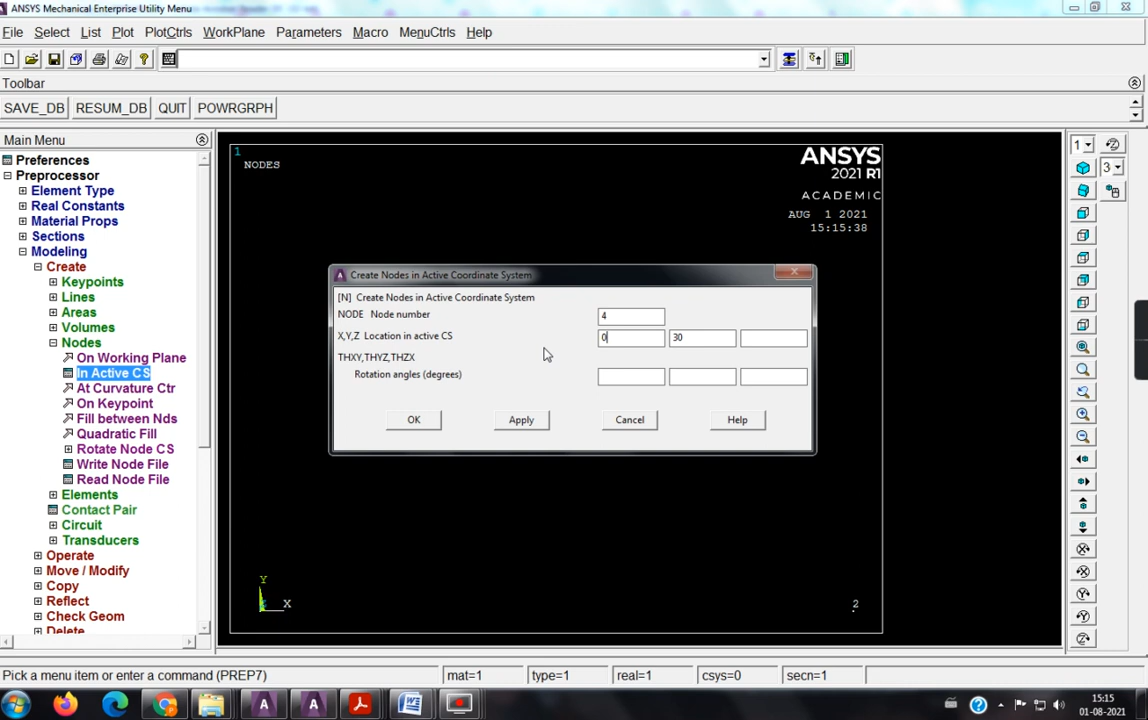 ANSYS Mechanical Enterprise Utility Menu
File Select List Plot PlotCtrls WorkPlane Parameters Macro MenuCtrls Help
Toolbar
SAVE_DB RESUM_DB QUIT POWRGRPH
Main Menu
Preferences
Preprocessor
Element Type
Real Constants
Material Props
Sections
Modeling
Create
Keypoints
Lines
Areas
Volumes
Nodes
On Working Plane
In Active CS
At Curvature Ctr
On Keypoint
Fill between Nds
Quadratic Fill
Rotate Node CS
Write Node File
Read Node File
Elements
Contact Pair
Circuit
Transducers
Operate
Move / Modify
Copy
Reflect
Check Geom
Delete
1
NODES
ANSYS
2021 R1
ACADEMIC
AUG 1 2021
15:15:38
Create Nodes in Active Coordinate System
[N] Create Nodes in Active Coordinate System
NODE Node number 4
X,Y,Z Location in active CS 0 30
THXY,THYZ,THZX
Rotation angles (degrees)
OK Apply Cancel Help
Y
X
2
1
3
Pick a menu item or enter a command (PREP7) mat=1 type=1 real=1 csys=0 secn=1
15:15
01-08-2021